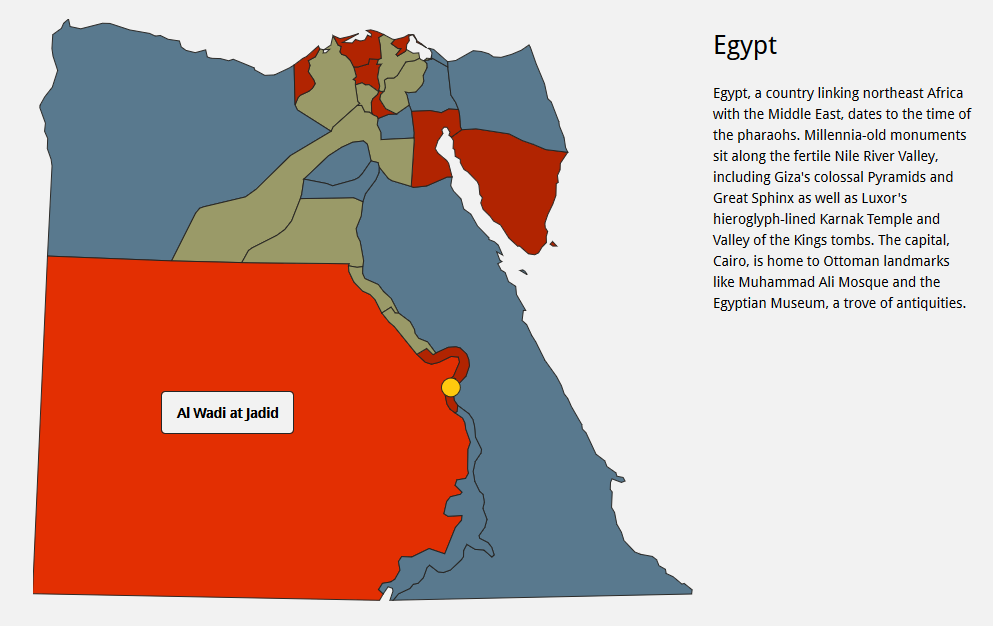 Egypt
Egypt, a country linking northeast Africa
with the Middle East, dates to the time of
the pharaohs. Millennia-old monuments
sit along the fertile Nile River Valley,
including Giza's colossal Pyramids and
Great Sphinx as well as Luxor's
hieroglyph-lined Karnak Temple and
Valley of the Kings tombs. The capital,
Cairo, is home to Ottoman landmarks
like Muhammad Ali Mosque and the
Egyptian Museum, a trove of antiquities.
Al Wadi at Jadid